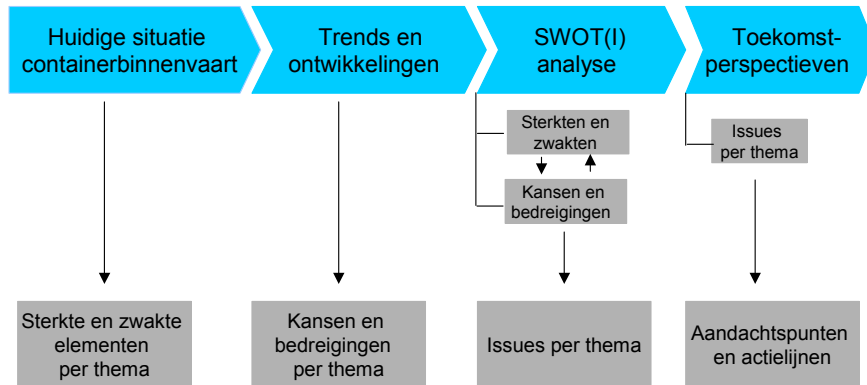 Huidige situatie
containerbinnenvaart
Trends en
ontwikkelingen
SWOT(I)
analyse
Toekomst-
perspectieven
Sterkten en
zwakten
Kansen en
bedreigingen
Issues
per thema
Sterkte en zwakte
elementen
per thema
Kansen en
bedreigingen
per thema
Issues per thema
Aandachtspunten
en actielijnen